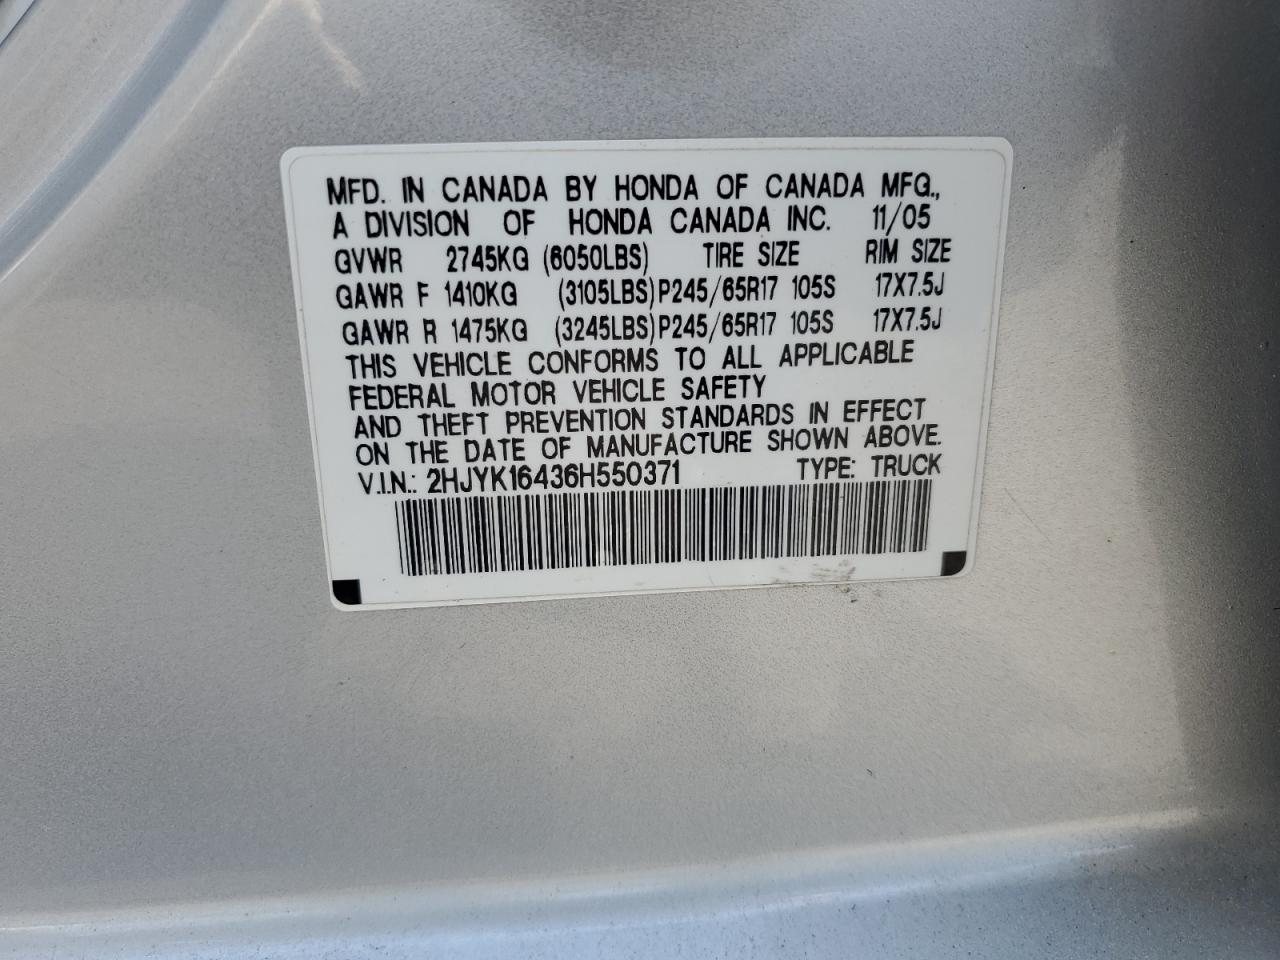 MFD. IN CANADA BY HONDA OF CANADA MFG.,
A DIVISION OF HONDA CANADA INC. 11/05
GVWR 2745KG (6050LBS) TIRE SIZE RIM SIZE
GAWR F 1410KG (3105LBS) P245/65R17 105S 17X7.5J
GAWR R 1475KG (3245LBS) P245/65R17 105S 17X7.5J
THIS VEHICLE CONFORMS TO ALL APPLICABLE
FEDERAL MOTOR VEHICLE SAFETY
AND THEFT PREVENTION STANDARDS IN EFFECT
ON THE DATE OF MANUFACTURE SHOWN ABOVE.
V.I.N.: 2HJYK16436H550371 TYPE: TRUCK